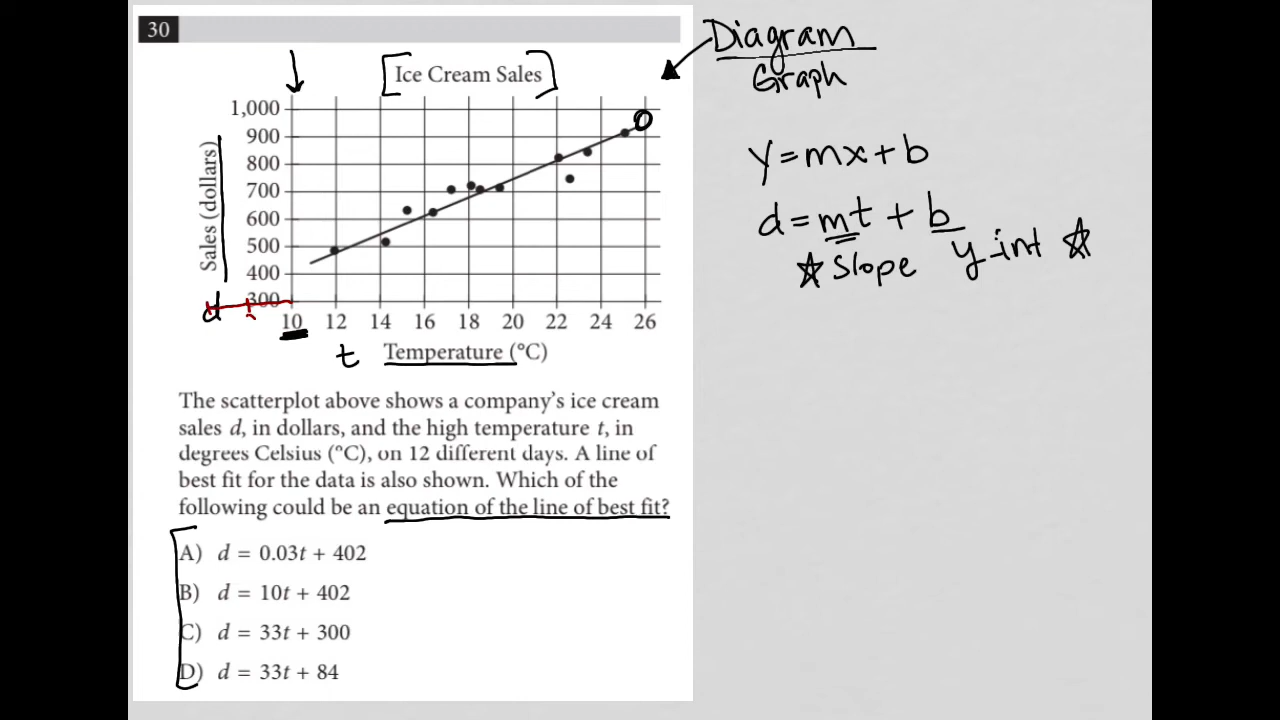 30
Diagram
Graph
Ice Cream Sales
1,000
900
800
700
600
500
400
300
Sales (dollars)
d
10 12 14 16 18 20 22 24 26
t Temperature (°C)
y = mx + b
d = mt + b
slope y-int
The scatterplot above shows a company's ice cream
sales d, in dollars, and the high temperature t, in
degrees Celsius (°C), on 12 different days. A line of
best fit for the data is also shown. Which of the
following could be an equation of the line of best fit?
A) d = 0.03t + 402
B) d = 10t + 402
C) d = 33t + 300
D) d = 33t + 84